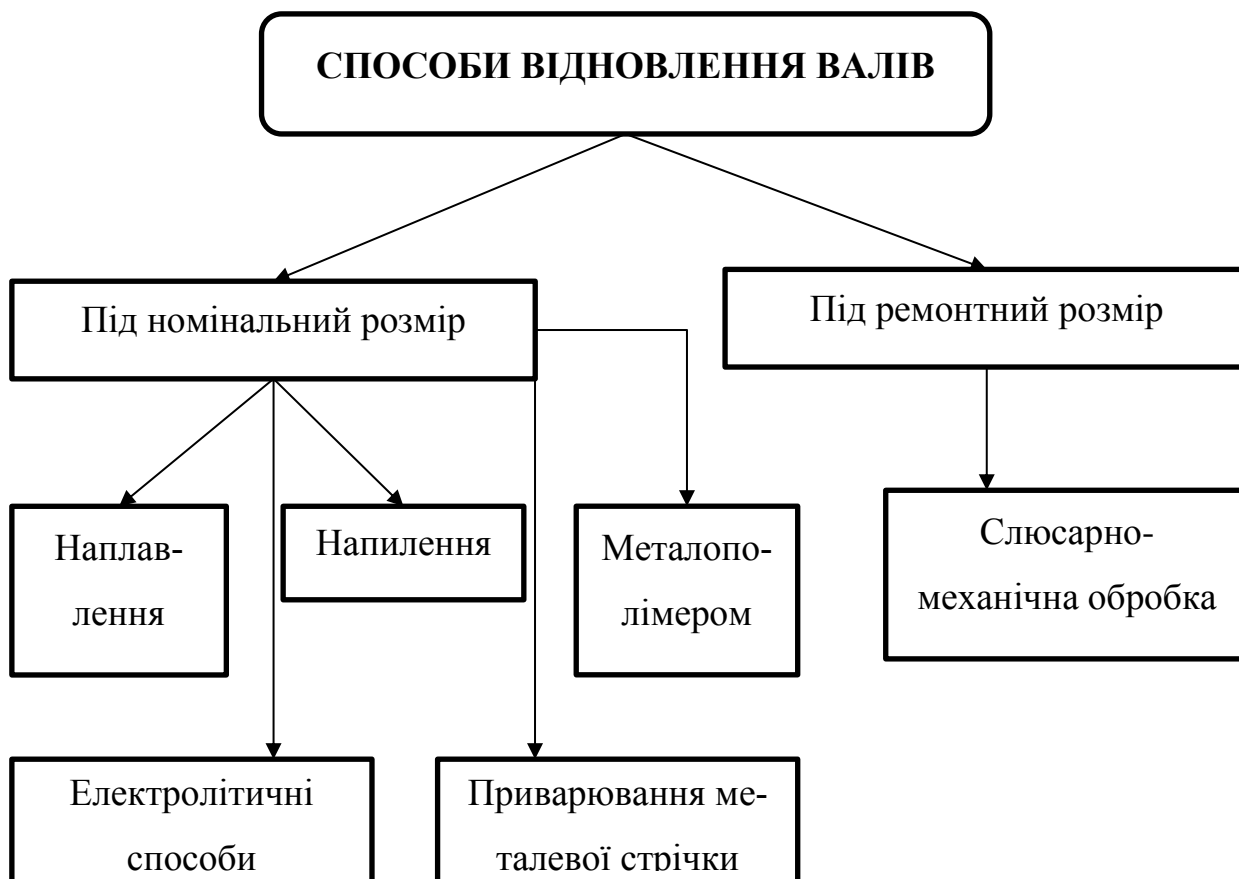 СПОСОБИ ВІДНОВЛЕННЯ ВАЛІВ
Під номінальний розмір
Під ремонтний розмір
Наплав-
лення
Напилення
Металопо-
лімером
Слюсарно-
механічна обробка
Електролітичні
способи
Приварювання ме-
талевої стрічки